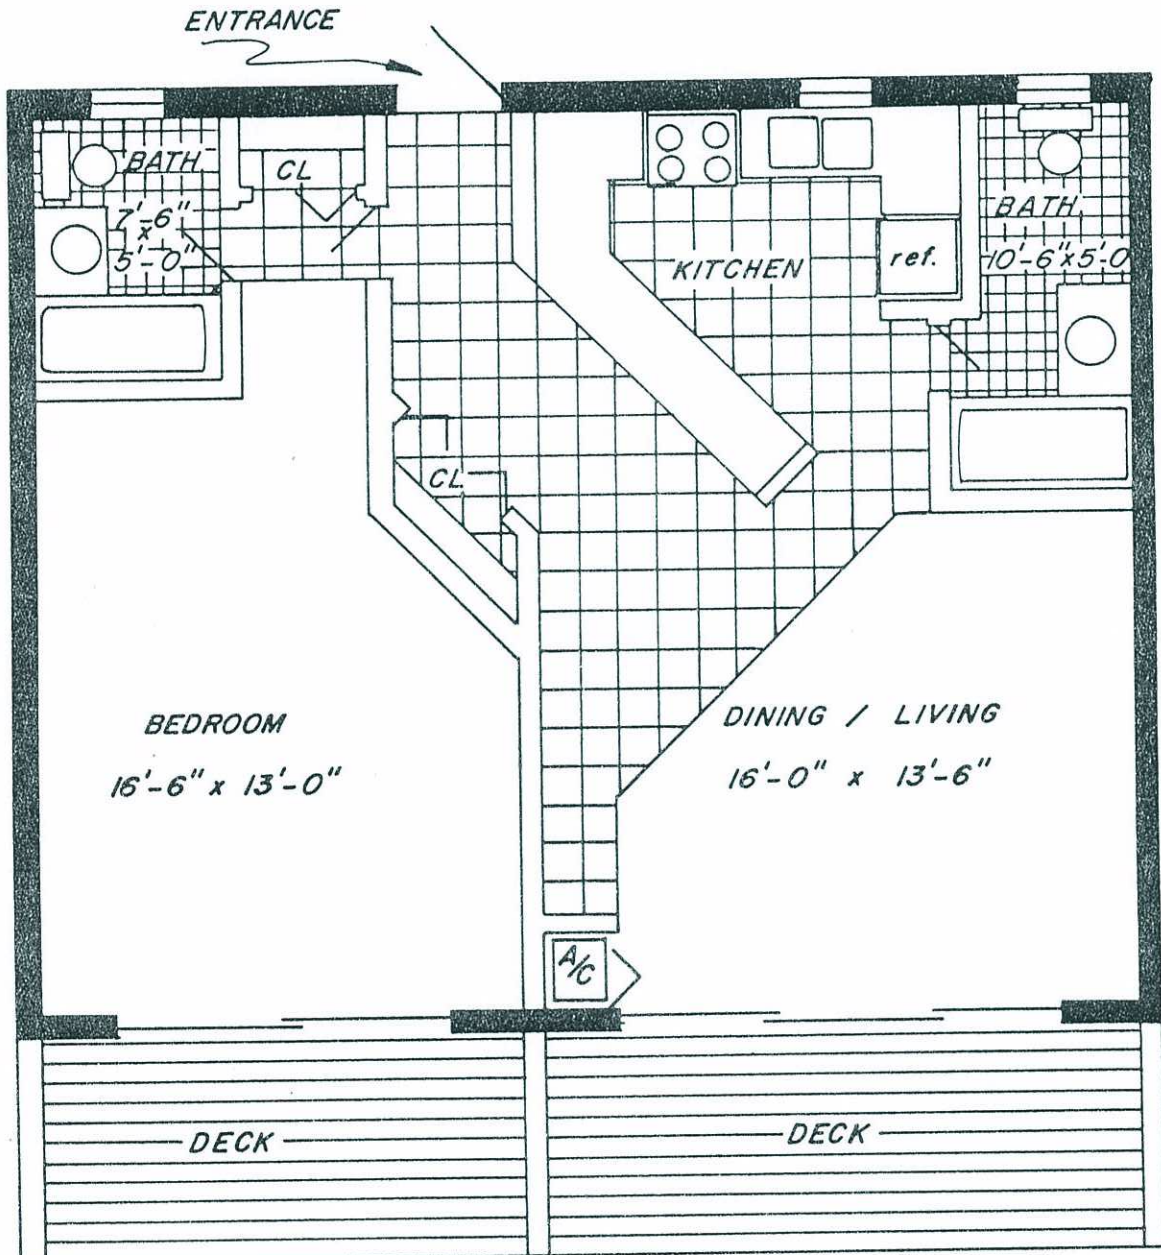 ENTRANCE
BATH
7'-6"
x
5'-0"
CL
KITCHEN
ref.
BATH
10'-6"x5'-0
CL
BEDROOM
16'-6" x 13'-0"
DINING / LIVING
16'-0" x 13'-6"
A/C
DECK
DECK